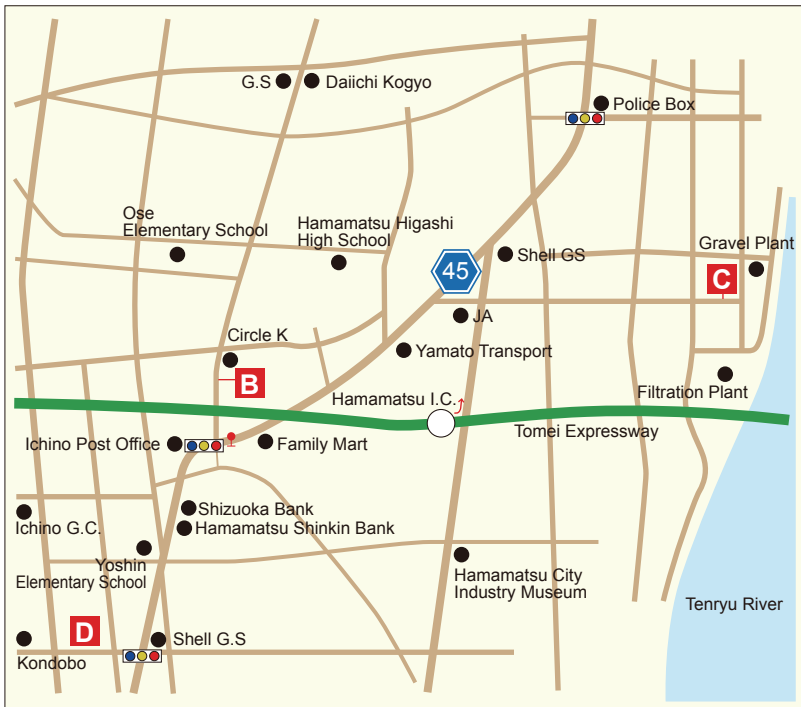 G.S
Daiichi Kogyo
Police Box
Ose
Elementary School
Hamamatsu Higashi
High School
Shell GS
Gravel Plant
45
C
JA
Circle K
Yamato Transport
B
Hamamatsu I.C.
Filtration Plant
Tomei Expressway
Ichino Post Office
Family Mart
Shizuoka Bank
Ichino G.C.
Hamamatsu Shinkin Bank
Yoshin
Elementary School
Hamamatsu City
Industry Museum
Tenryu River
D
Shell G.S
Kondobo